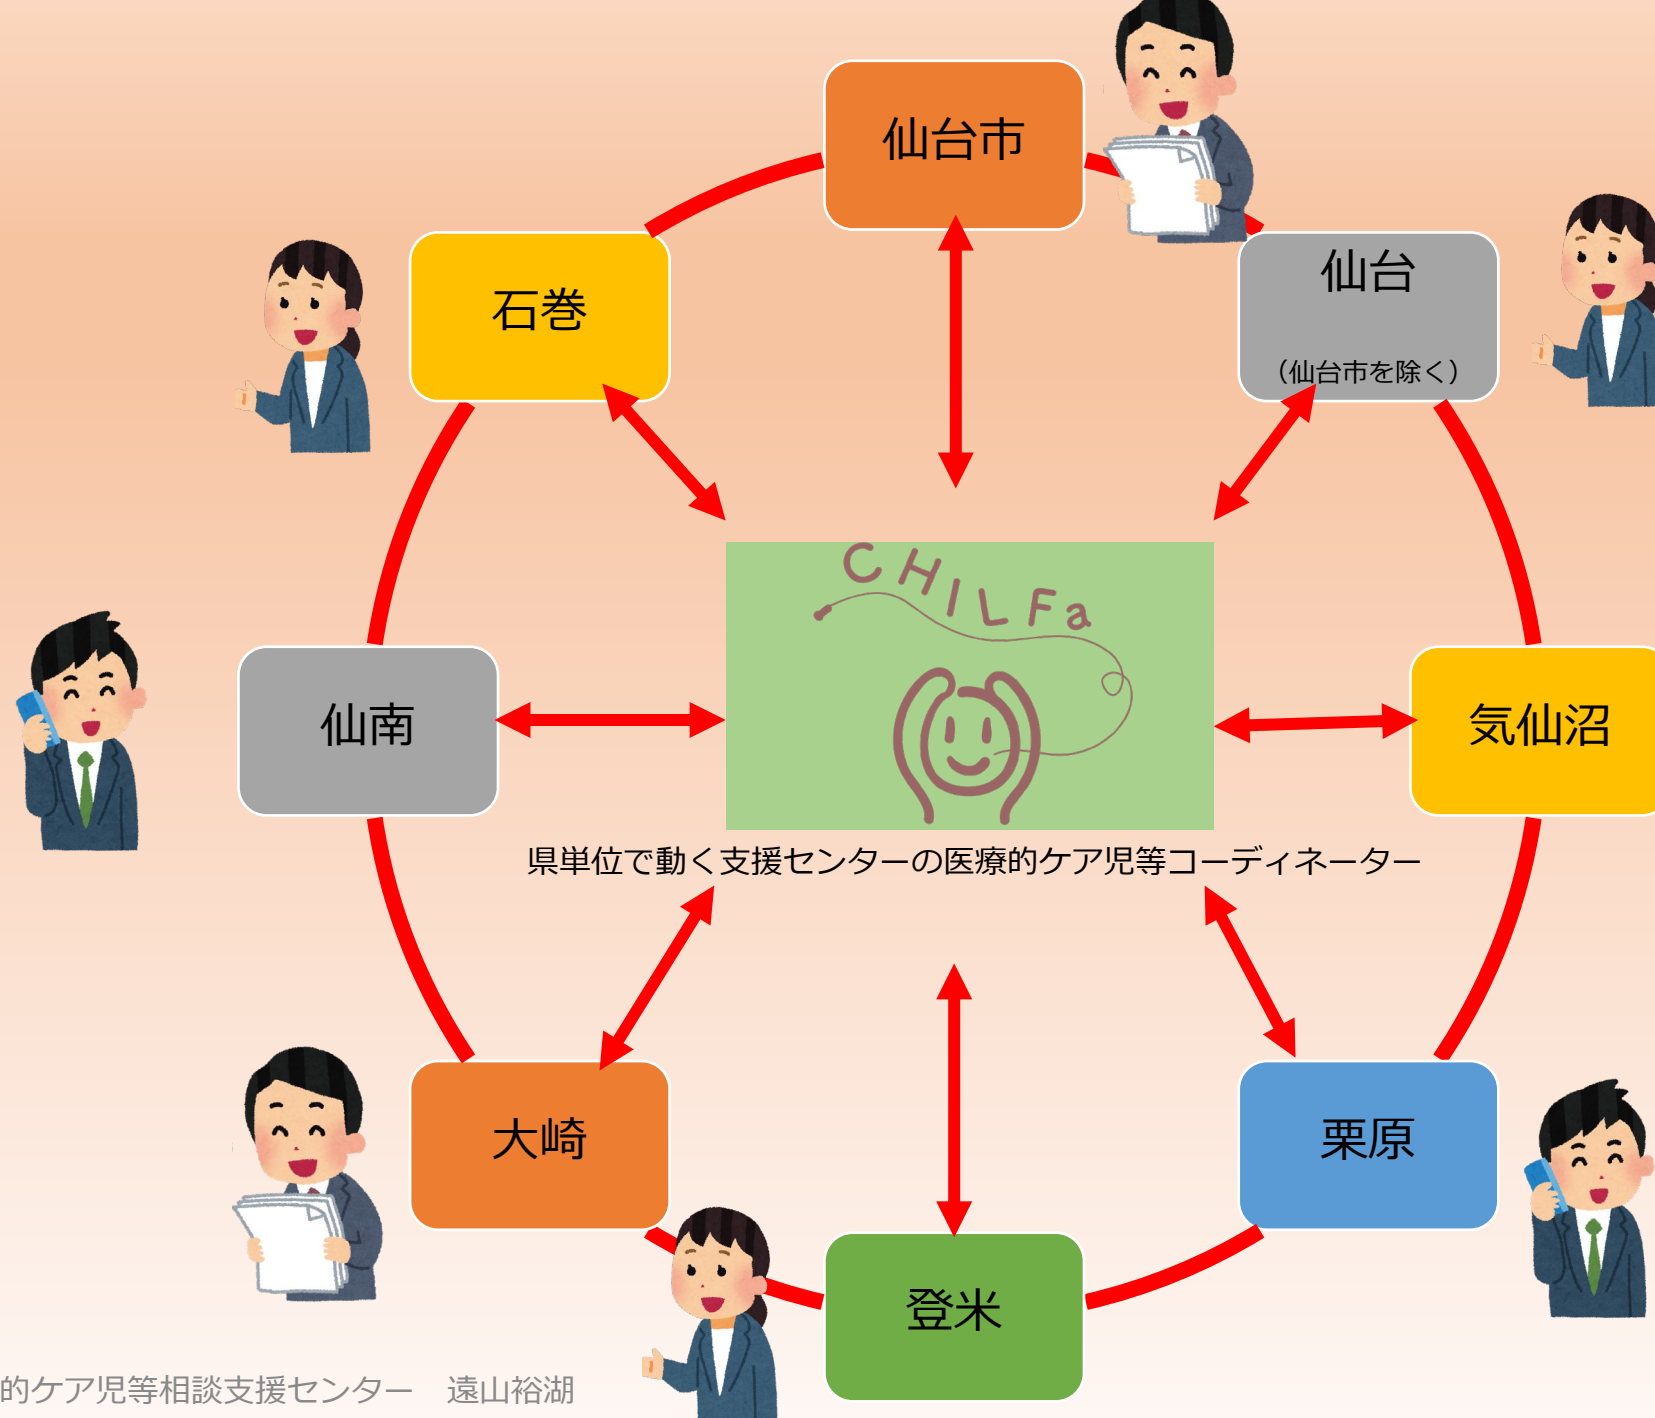 仙台市
石巻
仙台
（仙台市を除く）
CHILFa
仙南
気仙沼
県単位で動く支援センターの医療的ケア児等コーディネーター
大崎
栗原
登米
的ケア児等相談支援センター　遠山裕湖